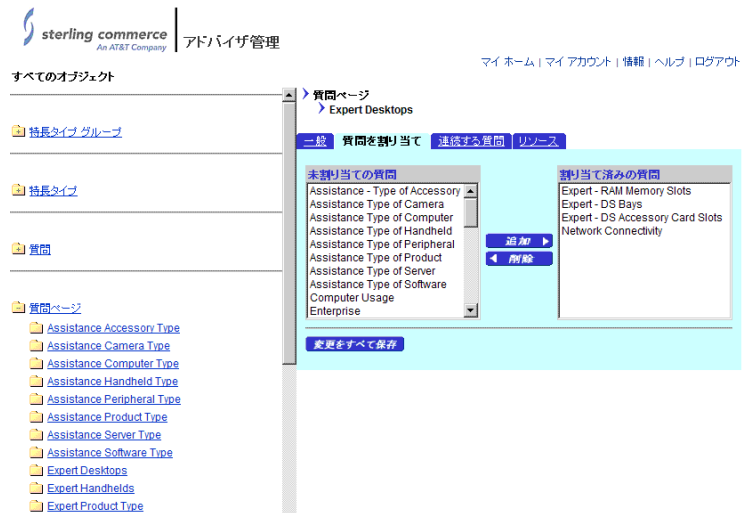 sterling commerce
An AT&T Company
アドバイザ管理
マイ ホーム | マイ アカウント | 情報 | ヘルプ | ログアウト
すべてのオブジェクト
特長タイプ グループ
特長タイプ
質問
質問ページ
Assistance Accessory Type
Assistance Camera Type
Assistance Computer Type
Assistance Handheld Type
Assistance Peripheral Type
Assistance Product Type
Assistance Server Type
Assistance Software Type
Expert Desktops
Expert Handhelds
Expert Product Type
質問ページ
Expert Desktops
一般 質問を割り当て 連続する質問 リソース
未割り当ての質問
Assistance - Type of Accessory
Assistance Type of Camera
Assistance Type of Computer
Assistance Type of Handheld
Assistance Type of Peripheral
Assistance Type of Product
Assistance Type of Server
Assistance Type of Software
Computer Usage
Enterprise
追加
削除
割り当て済みの質問
Expert - RAM Memory Slots
Expert - DS Bays
Expert - DS Accessory Card Slots
Network Connectivity
変更をすべて保存